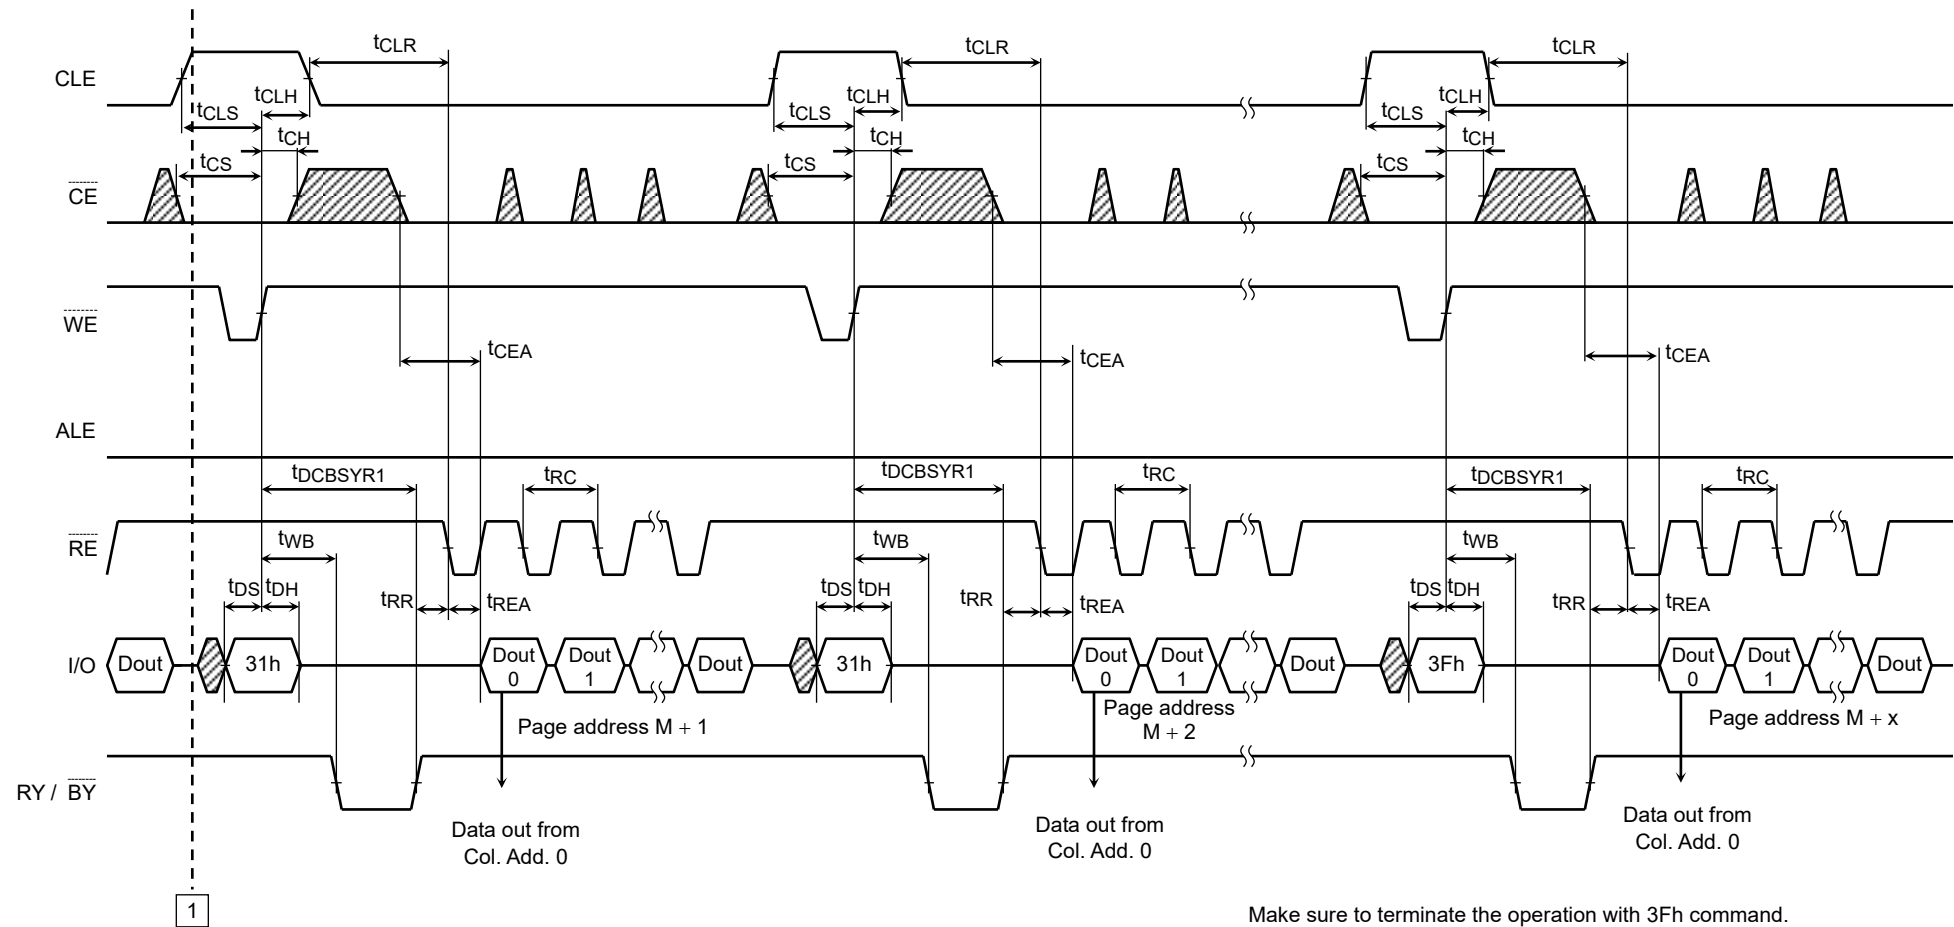 tCLR tCLR tCLR
CLE
tCLH tCLH tCLH
tCLS tCLS tCLS
tCH tCH tCH
tCS tCS tCS
CE
WE
tCEA tCEA tCEA
ALE
tDCBSYR1 tRC tDCBSYR1 tRC tDCBSYR1 tRC
RE
tWB tWB tWB
tDS tDH tRR tREA tDS tDH tRR tREA tDS tDH tRR tREA
I/O Dout 31h Dout 0 Dout 1 Dout 31h Dout 0 Dout 1 Dout 3Fh Dout 0 Dout 1 Dout
Page address M + 1
Page address
M + 2
Page address M + x
RY / BY
Data out from
Col. Add. 0
Data out from
Col. Add. 0
Data out from
Col. Add. 0
1
Make sure to terminate the operation with 3Fh command.